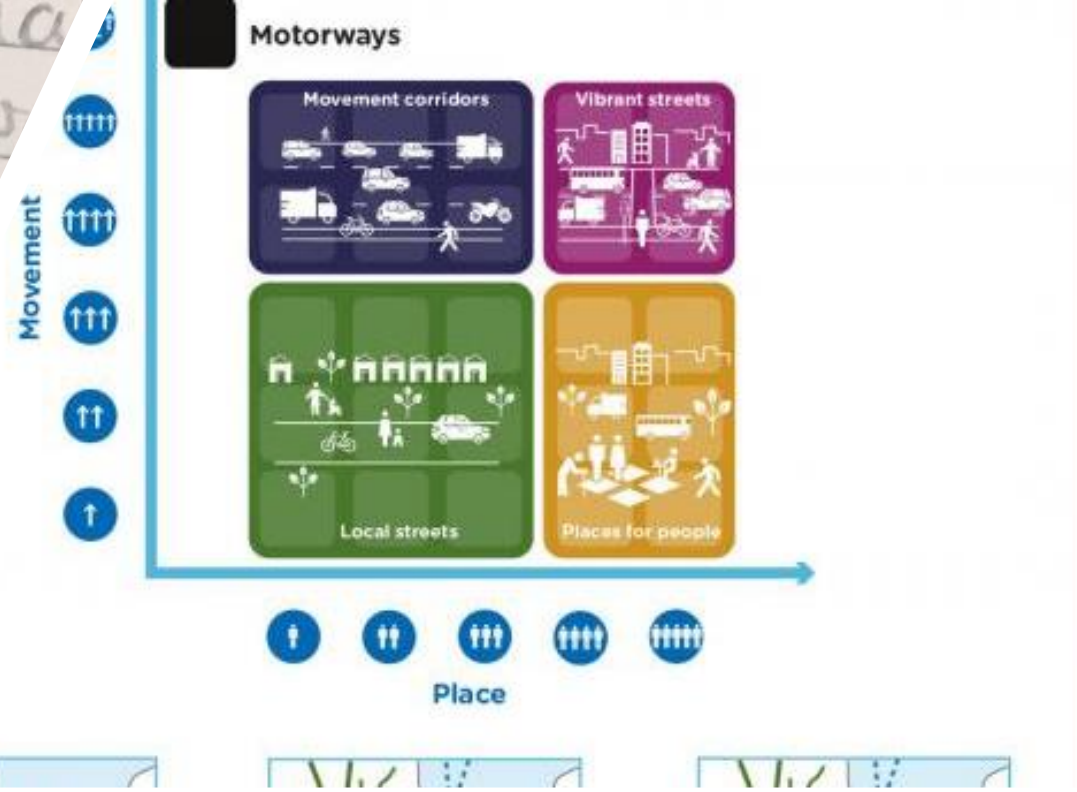 Motorways
Movement corridors
Vibrant streets
Movement
Local streets
Places for people
Place